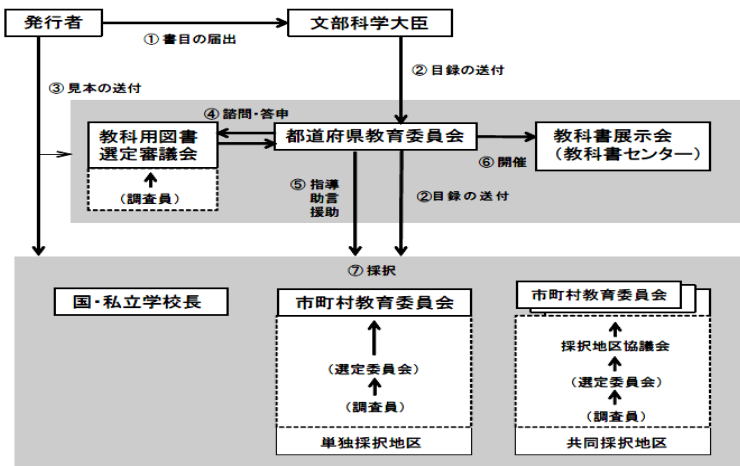 発行者
文部科学大臣
① 書目の届出
② 目録の送付
③ 見本の送付
④ 諮問・答申
教科用図書
選定審議会
(調査員)
都道府県教育委員会
教科書展示会
(教科書センター)
⑥ 開催
⑤ 指導
助言
援助
②目録の送付
⑦ 採択
国・私立学校長
市町村教育委員会
(選定委員会)
(調査員)
単独採択地区
市町村教育委員会
採択地区協議会
(選定委員会)
(調査員)
共同採択地区